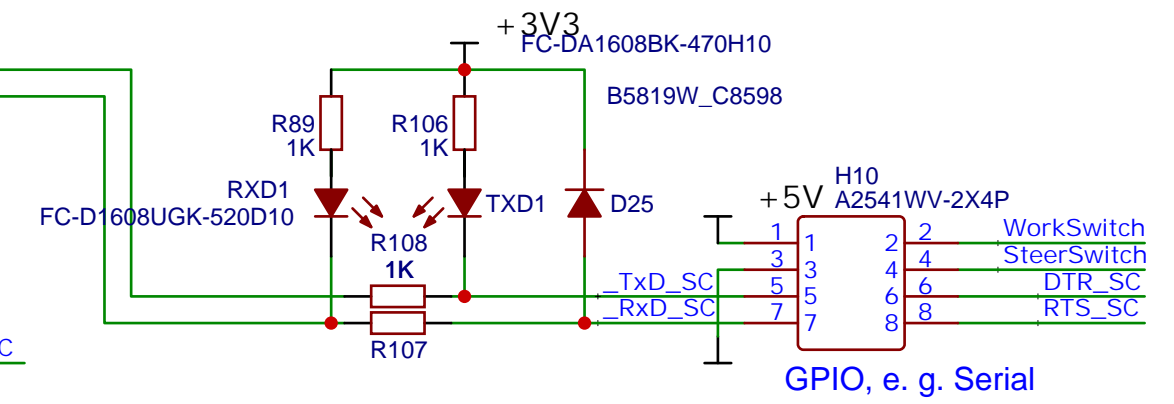 +3V3
FC-DA1608BK-470H10
B5819W_C8598
R89
1K
R106
1K
RXD1
FC-D1608UGK-520D10
TXD1
D25
R108
1K
R107
_TxD_SC
_RxD_SC
+5V
H10
A2541WV-2X4P
1 1 2 2 WorkSwitch
3 3 4 4 SteerSwitch
5 5 6 6 DTR_SC
7 7 8 8 RTS_SC
C
GPIO, e. g. Serial